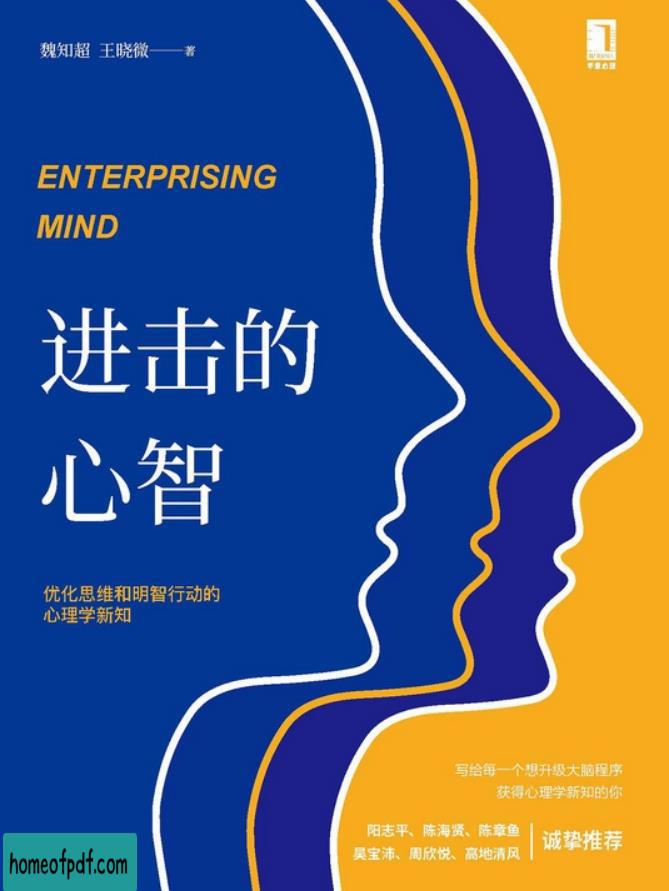 魏知超 王晓微——著
ENTERPRISING
MIND
进击的
心智
优化思维和明智行动的
心理学新知
写给每一个想升级大脑程序
获得心理学新知的你
阳志平、陈海贤、陈章鱼
吴宝沛、周欣悦、高地清风
诚挚推荐
homeofpdf.com